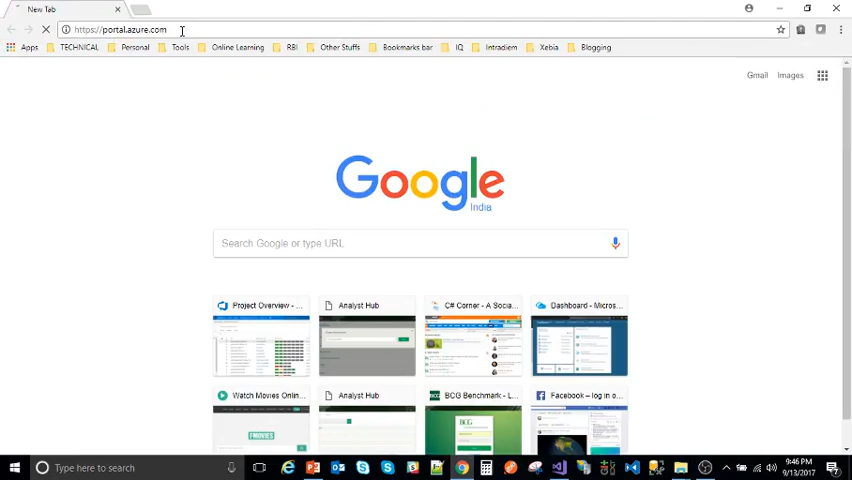 New Tab
https://portal.azure.com
Apps TECHNICAL Personal Tools Online Learning RBI Other Stuffs Bookmarks bar IQ Intradiem Xebia Blogging
Gmail Images
Google
India
Search Google or type URL
Project Overview - ... Analyst Hub C# Corner - A Socia... Dashboard - Micros...
Watch Movies Onlin... Analyst Hub BCG Benchmark - L... Facebook – log in o...
FMOVIES
BCG
Type here to search
9:46 PM
9/13/2017